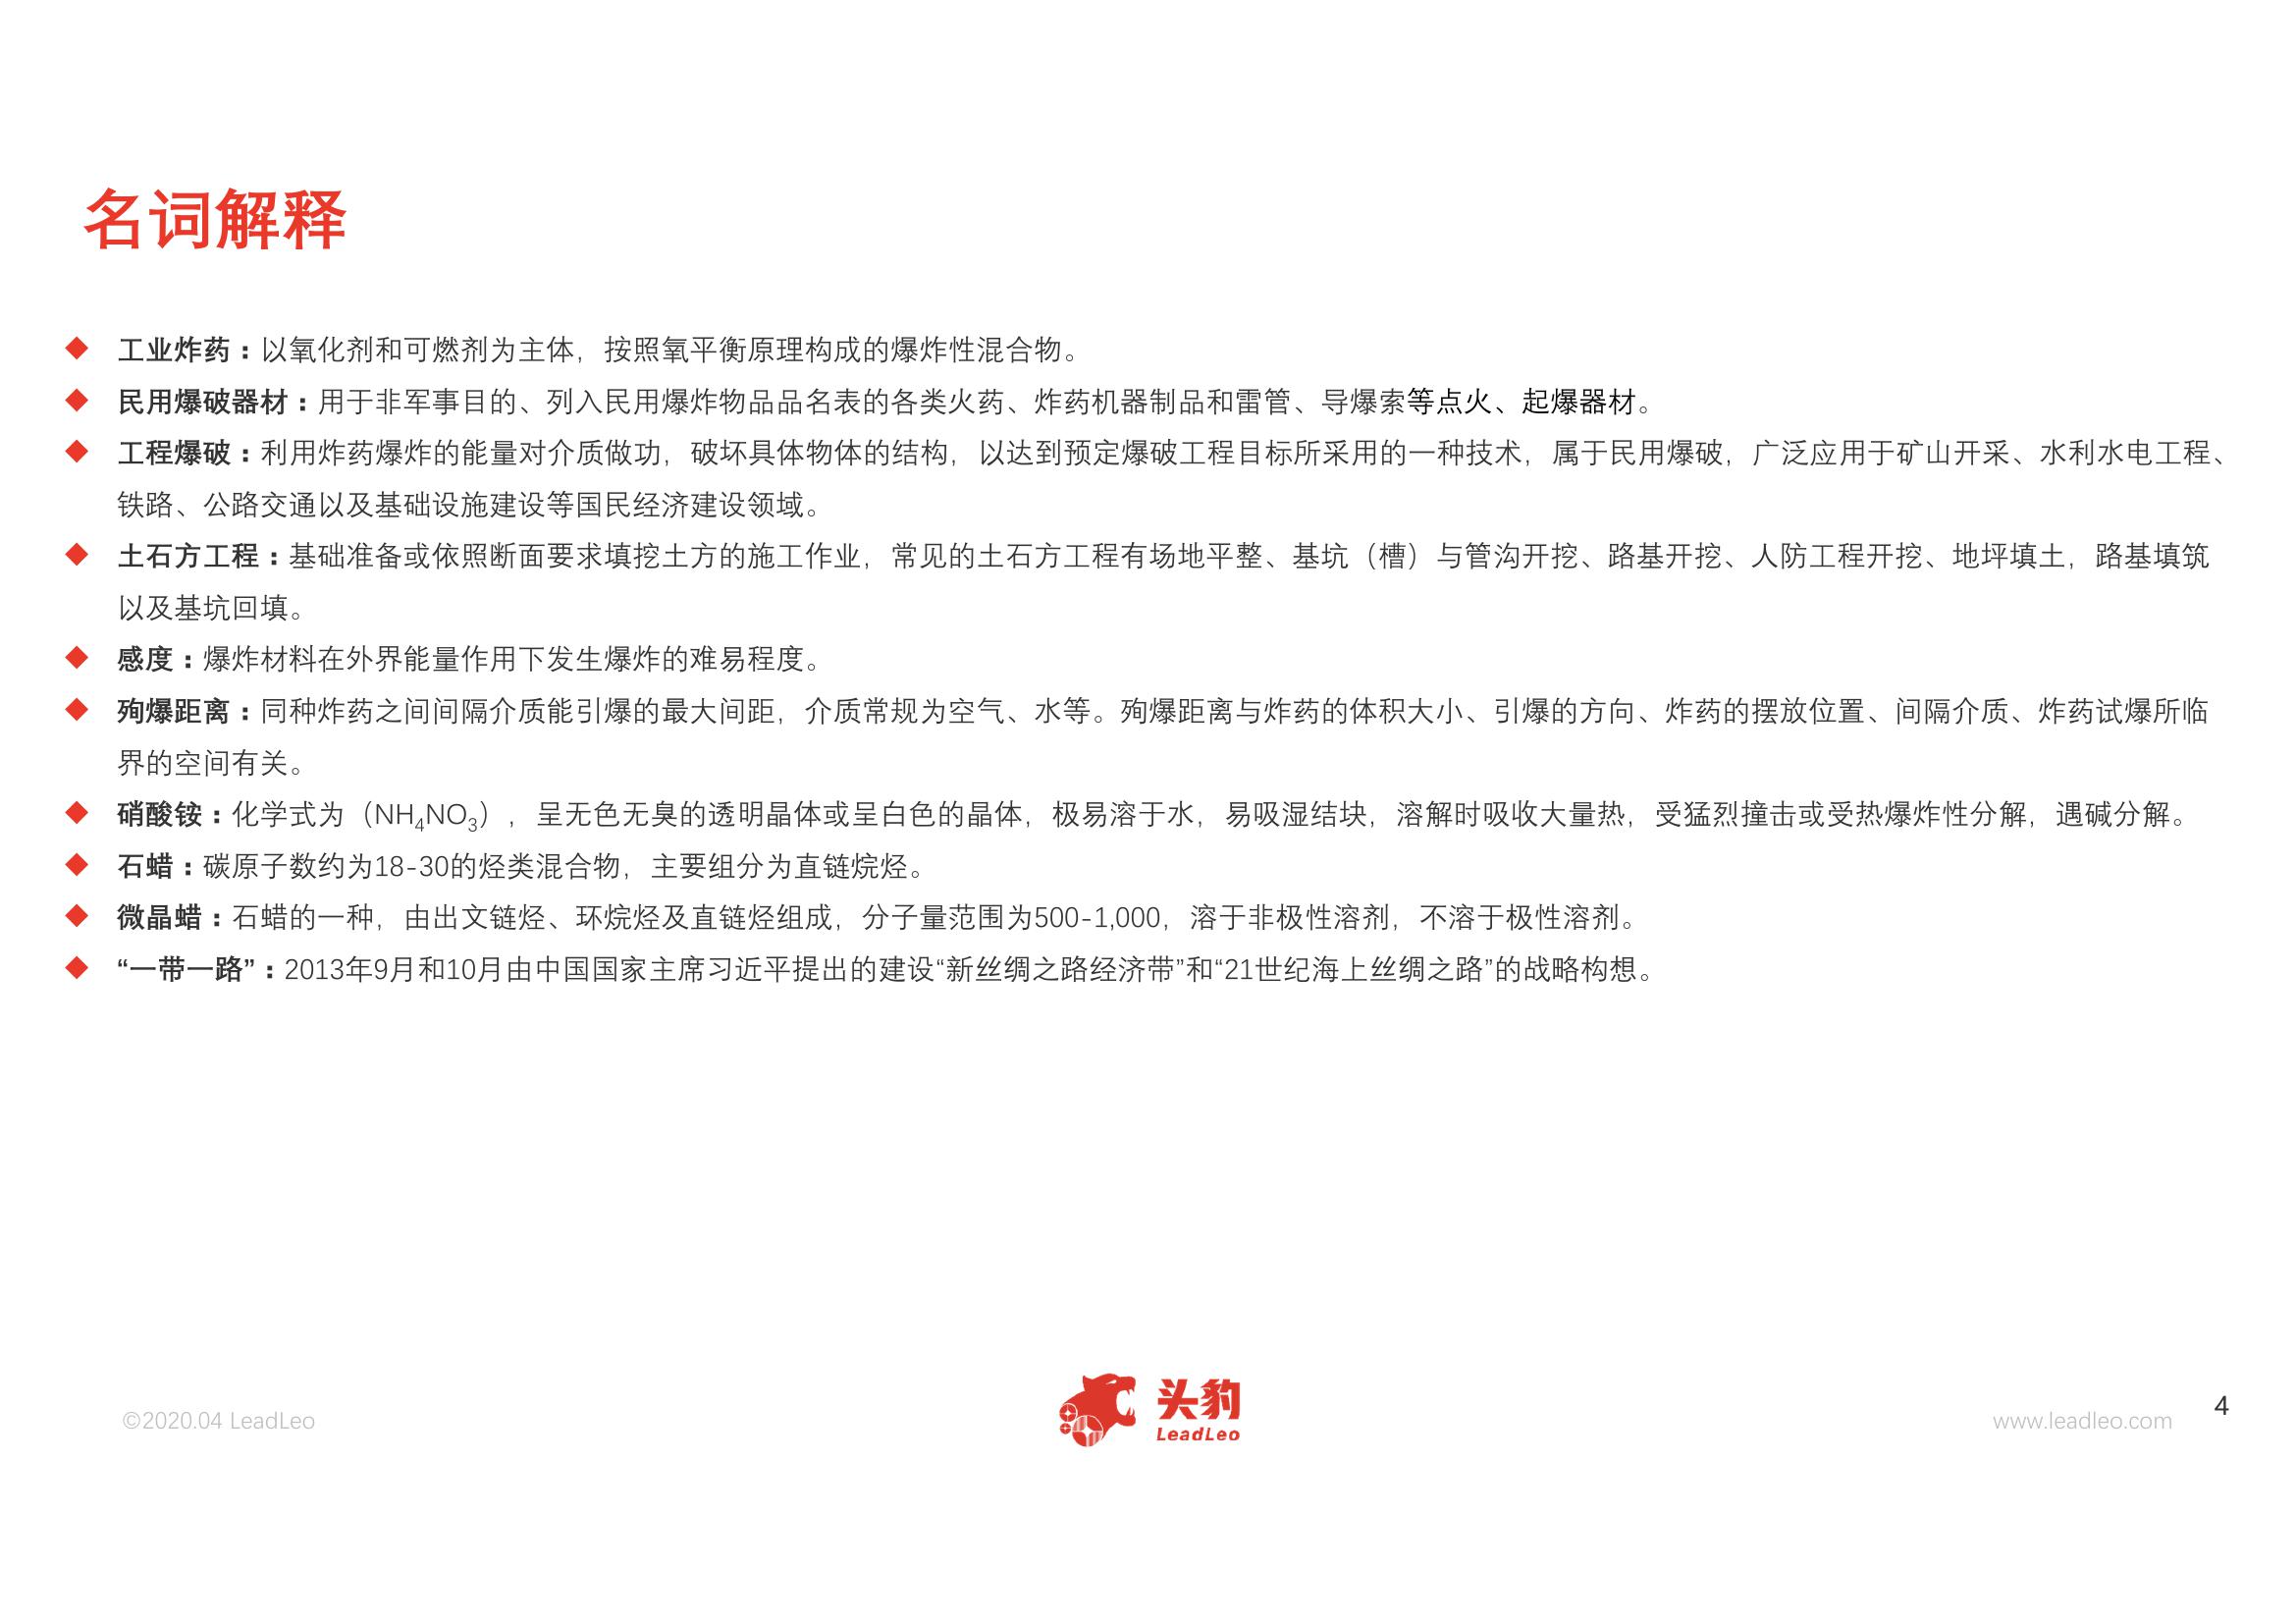 名词解释
◆ 工业炸药：以氧化剂和可燃剂为主体，按照氧平衡原理构成的爆炸性混合物。
◆ 民用爆破器材：用于非军事目的、列入民用爆炸物品品名表的各类火药、炸药机器制品和雷管、导爆索等点火、起爆器材。
◆ 工程爆破：利用炸药爆炸的能量对介质做功，破坏具体物体的结构，以达到预定爆破工程目标所采用的一种技术，属于民用爆破，广泛应用于矿山开采、水利水电工程、
铁路、公路交通以及基础设施建设等国民经济建设领域。
◆ 土石方工程：基础准备或依照断面要求填挖土方的施工作业，常见的土石方工程有场地平整、基坑（槽）与管沟开挖、路基开挖、人防工程开挖、地坪填土，路基填筑
以及基坑回填。
◆ 感度：爆炸材料在外界能量作用下发生爆炸的难易程度。
◆ 殉爆距离：同种炸药之间间隔介质能引爆的最大间距，介质常规为空气、水等。殉爆距离与炸药的体积大小、引爆的方向、炸药的摆放位置、间隔介质、炸药试爆所临
界的空间有关。
◆ 硝酸铵：化学式为（NH₄NO₃），呈无色无臭的透明晶体或呈白色的晶体，极易溶于水，易吸湿结块，溶解时吸收大量热，受猛烈撞击或受热爆炸性分解，遇碱分解。
◆ 石蜡：碳原子数约为18-30的烃类混合物，主要组分为直链烷烃。
◆ 微晶蜡：石蜡的一种，由出文链烃、环烷烃及直链烃组成，分子量范围为500-1,000，溶于非极性溶剂，不溶于极性溶剂。
◆ “一带一路”：2013年9月和10月由中国国家主席习近平提出的建设“新丝绸之路经济带”和“21世纪海上丝绸之路”的战略构想。
©2020.04 LeadLeo
头豹
LeadLeo
www.leadleo.com
4